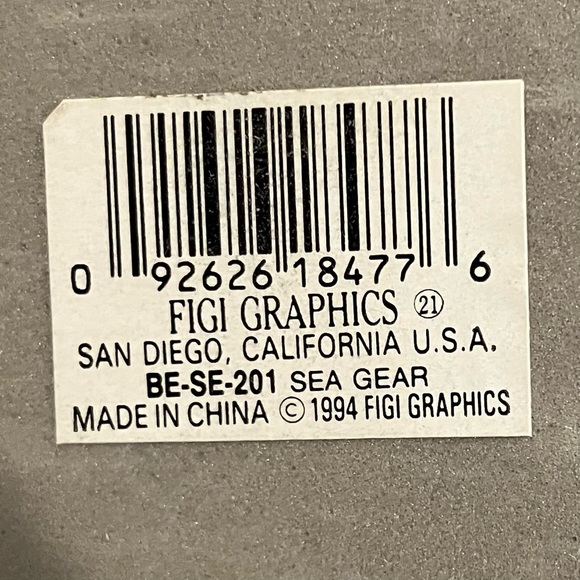 0 92626 18477 6
FIGI GRAPHICS ㉑
SAN DIEGO, CALIFORNIA U.S.A.
BE-SE-201 SEA GEAR
MADE IN CHINA © 1994 FIGI GRAPHICS